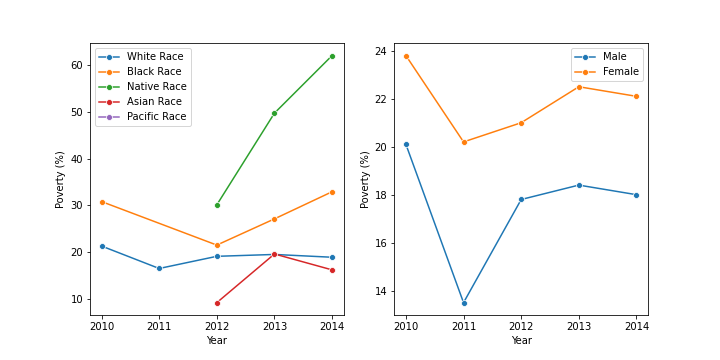 White Race
Black Race
Native Race
Asian Race
Pacific Race
60
50
40
30
20
10
Poverty (%)
2010 2011 2012 2013 2014
Year
Male
Female
24
22
20
18
16
14
Poverty (%)
2010 2011 2012 2013 2014
Year